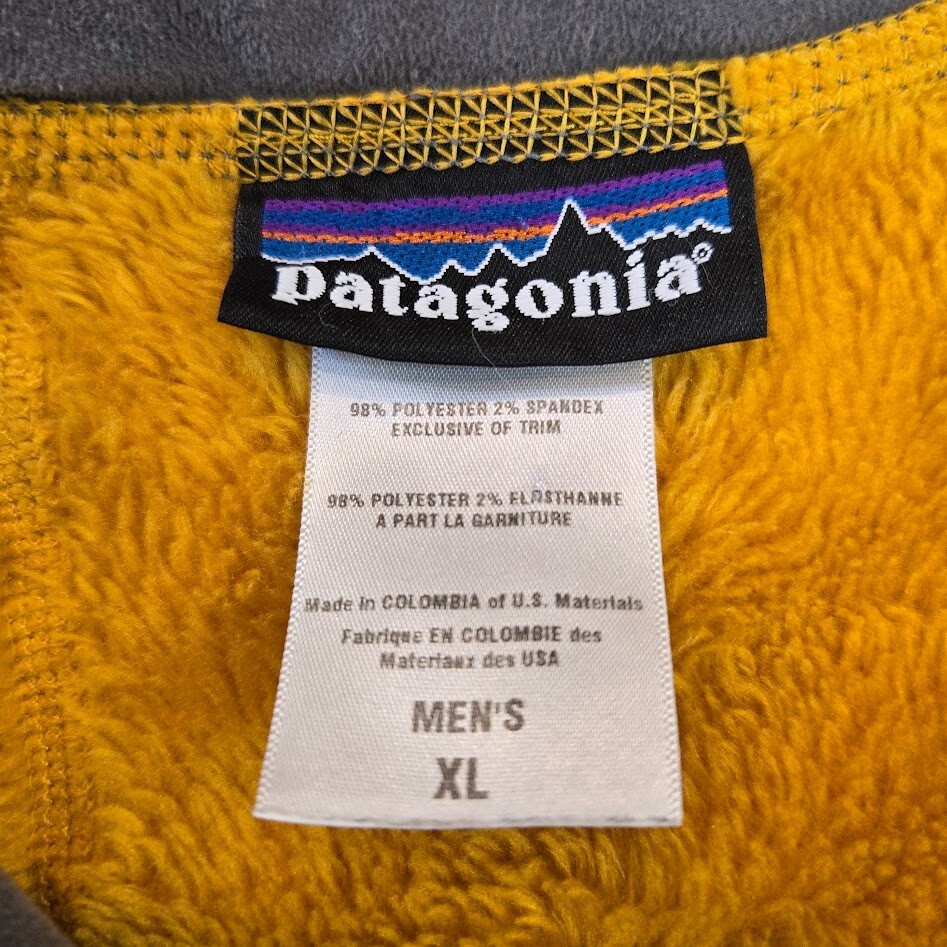 patagonia®
98% POLYESTER 2% SPANDEX
EXCLUSIVE OF TRIM
98% POLYESTER 2% ELASTHANNE
A PART LA GARNITURE
Made in COLOMBIA of U.S. Materials
Fabrique EN COLOMBIE des
Materiaux des USA
MEN'S
XL